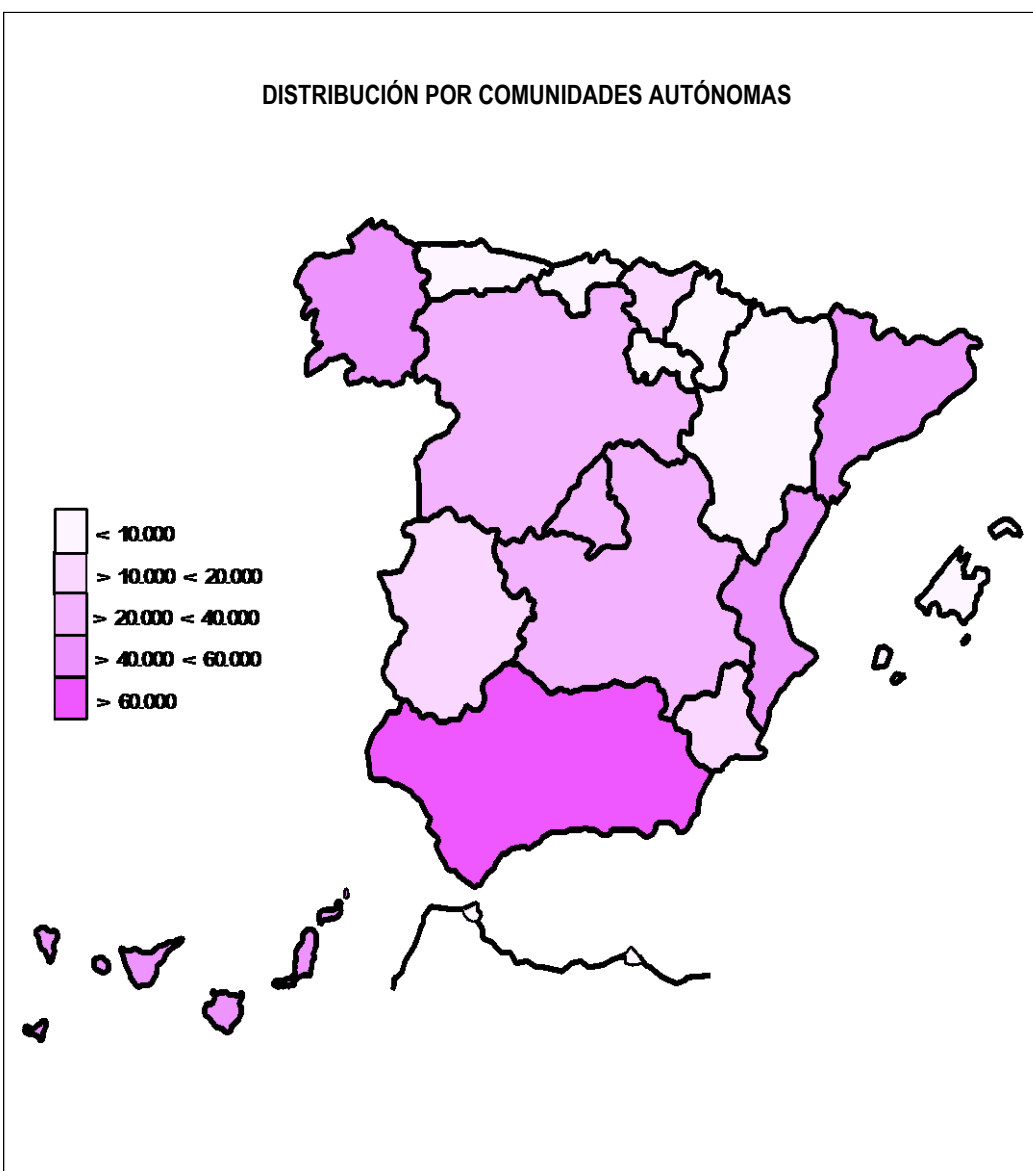 DISTRIBUCIÓN POR COMUNIDADES AUTÓNOMAS
< 10.000
> 10.000 < 20.000
> 20.000 < 40.000
> 40.000 < 60.000
> 60.000